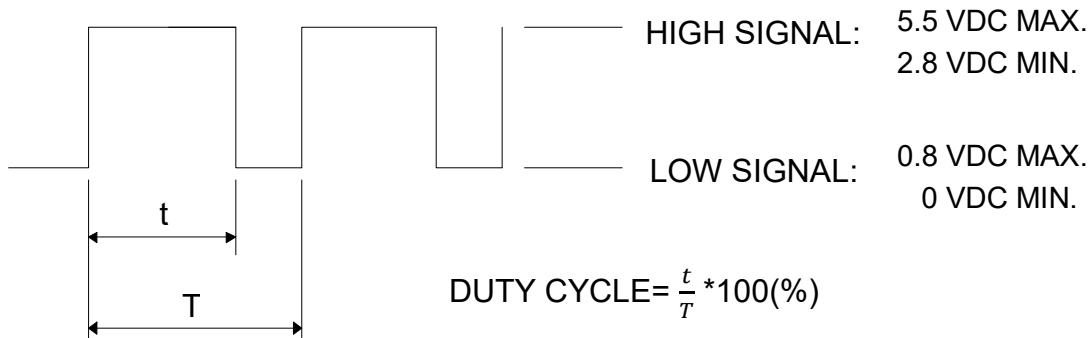 HIGH SIGNAL: 5.5 VDC MAX.
2.8 VDC MIN.
LOW SIGNAL: 0.8 VDC MAX.
0 VDC MIN.
t
T
DUTY CYCLE= t/T *100(%)